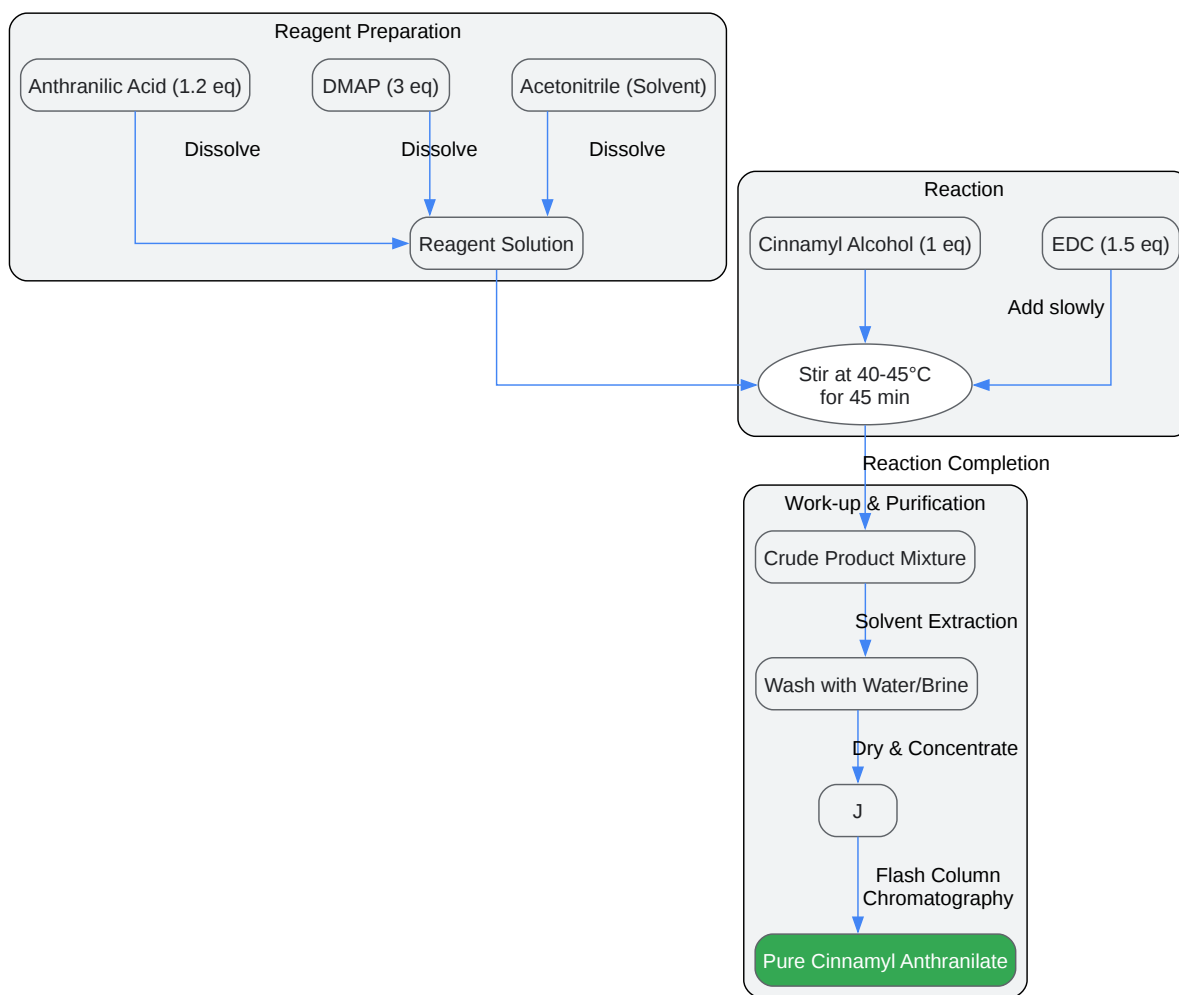 Reagent Preparation
Anthranilic Acid (1.2 eq)
DMAP (3 eq)
Acetonitrile (Solvent)
Dissolve
Dissolve
Dissolve
Reagent Solution
Reaction
Cinnamyl Alcohol (1 eq)
EDC (1.5 eq)
Add slowly
Stir at 40-45°C
for 45 min
Reaction Completion
Work-up & Purification
Crude Product Mixture
Solvent Extraction
Wash with Water/Brine
Dry & Concentrate
J
Flash Column
Chromatography
Pure Cinnamyl Anthranilate